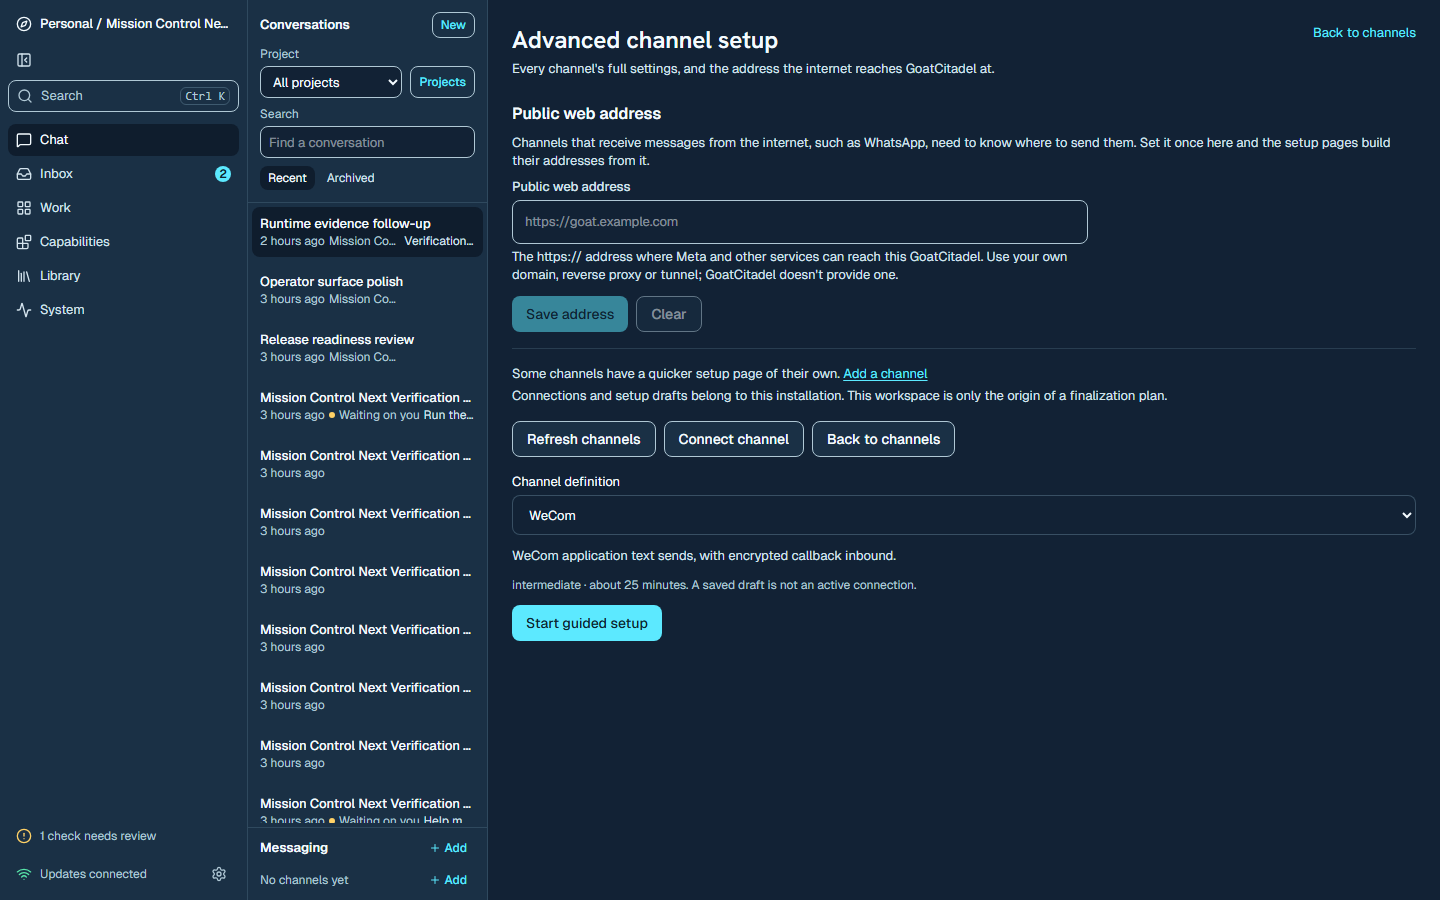 Personal / Mission Control Ne...
Search
Ctrl K
Chat
Inbox
2
Work
Capabilities
Library
System
1 check needs review
Updates connected
Conversations
New
Project
All projects
Projects
Search
Find a conversation
Recent
Archived
Runtime evidence follow-up
2 hours ago Mission Co... Verification...
Operator surface polish
3 hours ago Mission Co...
Release readiness review
3 hours ago Mission Co...
Mission Control Next Verification ...
3 hours ago Waiting on you Run the...
Mission Control Next Verification ...
3 hours ago
Mission Control Next Verification ...
3 hours ago
Mission Control Next Verification ...
3 hours ago
Mission Control Next Verification ...
3 hours ago
Mission Control Next Verification ...
3 hours ago
Mission Control Next Verification ...
3 hours ago
Mission Control Next Verification ...
3 hours ago Waiting on you Help m...
Messaging
+ Add
No channels yet
+ Add
Advanced channel setup
Back to channels
Every channel's full settings, and the address the internet reaches GoatCitadel at.
Public web address
Channels that receive messages from the internet, such as WhatsApp, need to know where to send them. Set it once here and the setup pages build
their addresses from it.
Public web address
https://goat.example.com
The https:// address where Meta and other services can reach this GoatCitadel. Use your own
domain, reverse proxy or tunnel; GoatCitadel doesn't provide one.
Save address
Clear
Some channels have a quicker setup page of their own. Add a channel
Connections and setup drafts belong to this installation. This workspace is only the origin of a finalization plan.
Refresh channels
Connect channel
Back to channels
Channel definition
WeCom
WeCom application text sends, with encrypted callback inbound.
intermediate · about 25 minutes. A saved draft is not an active connection.
Start guided setup